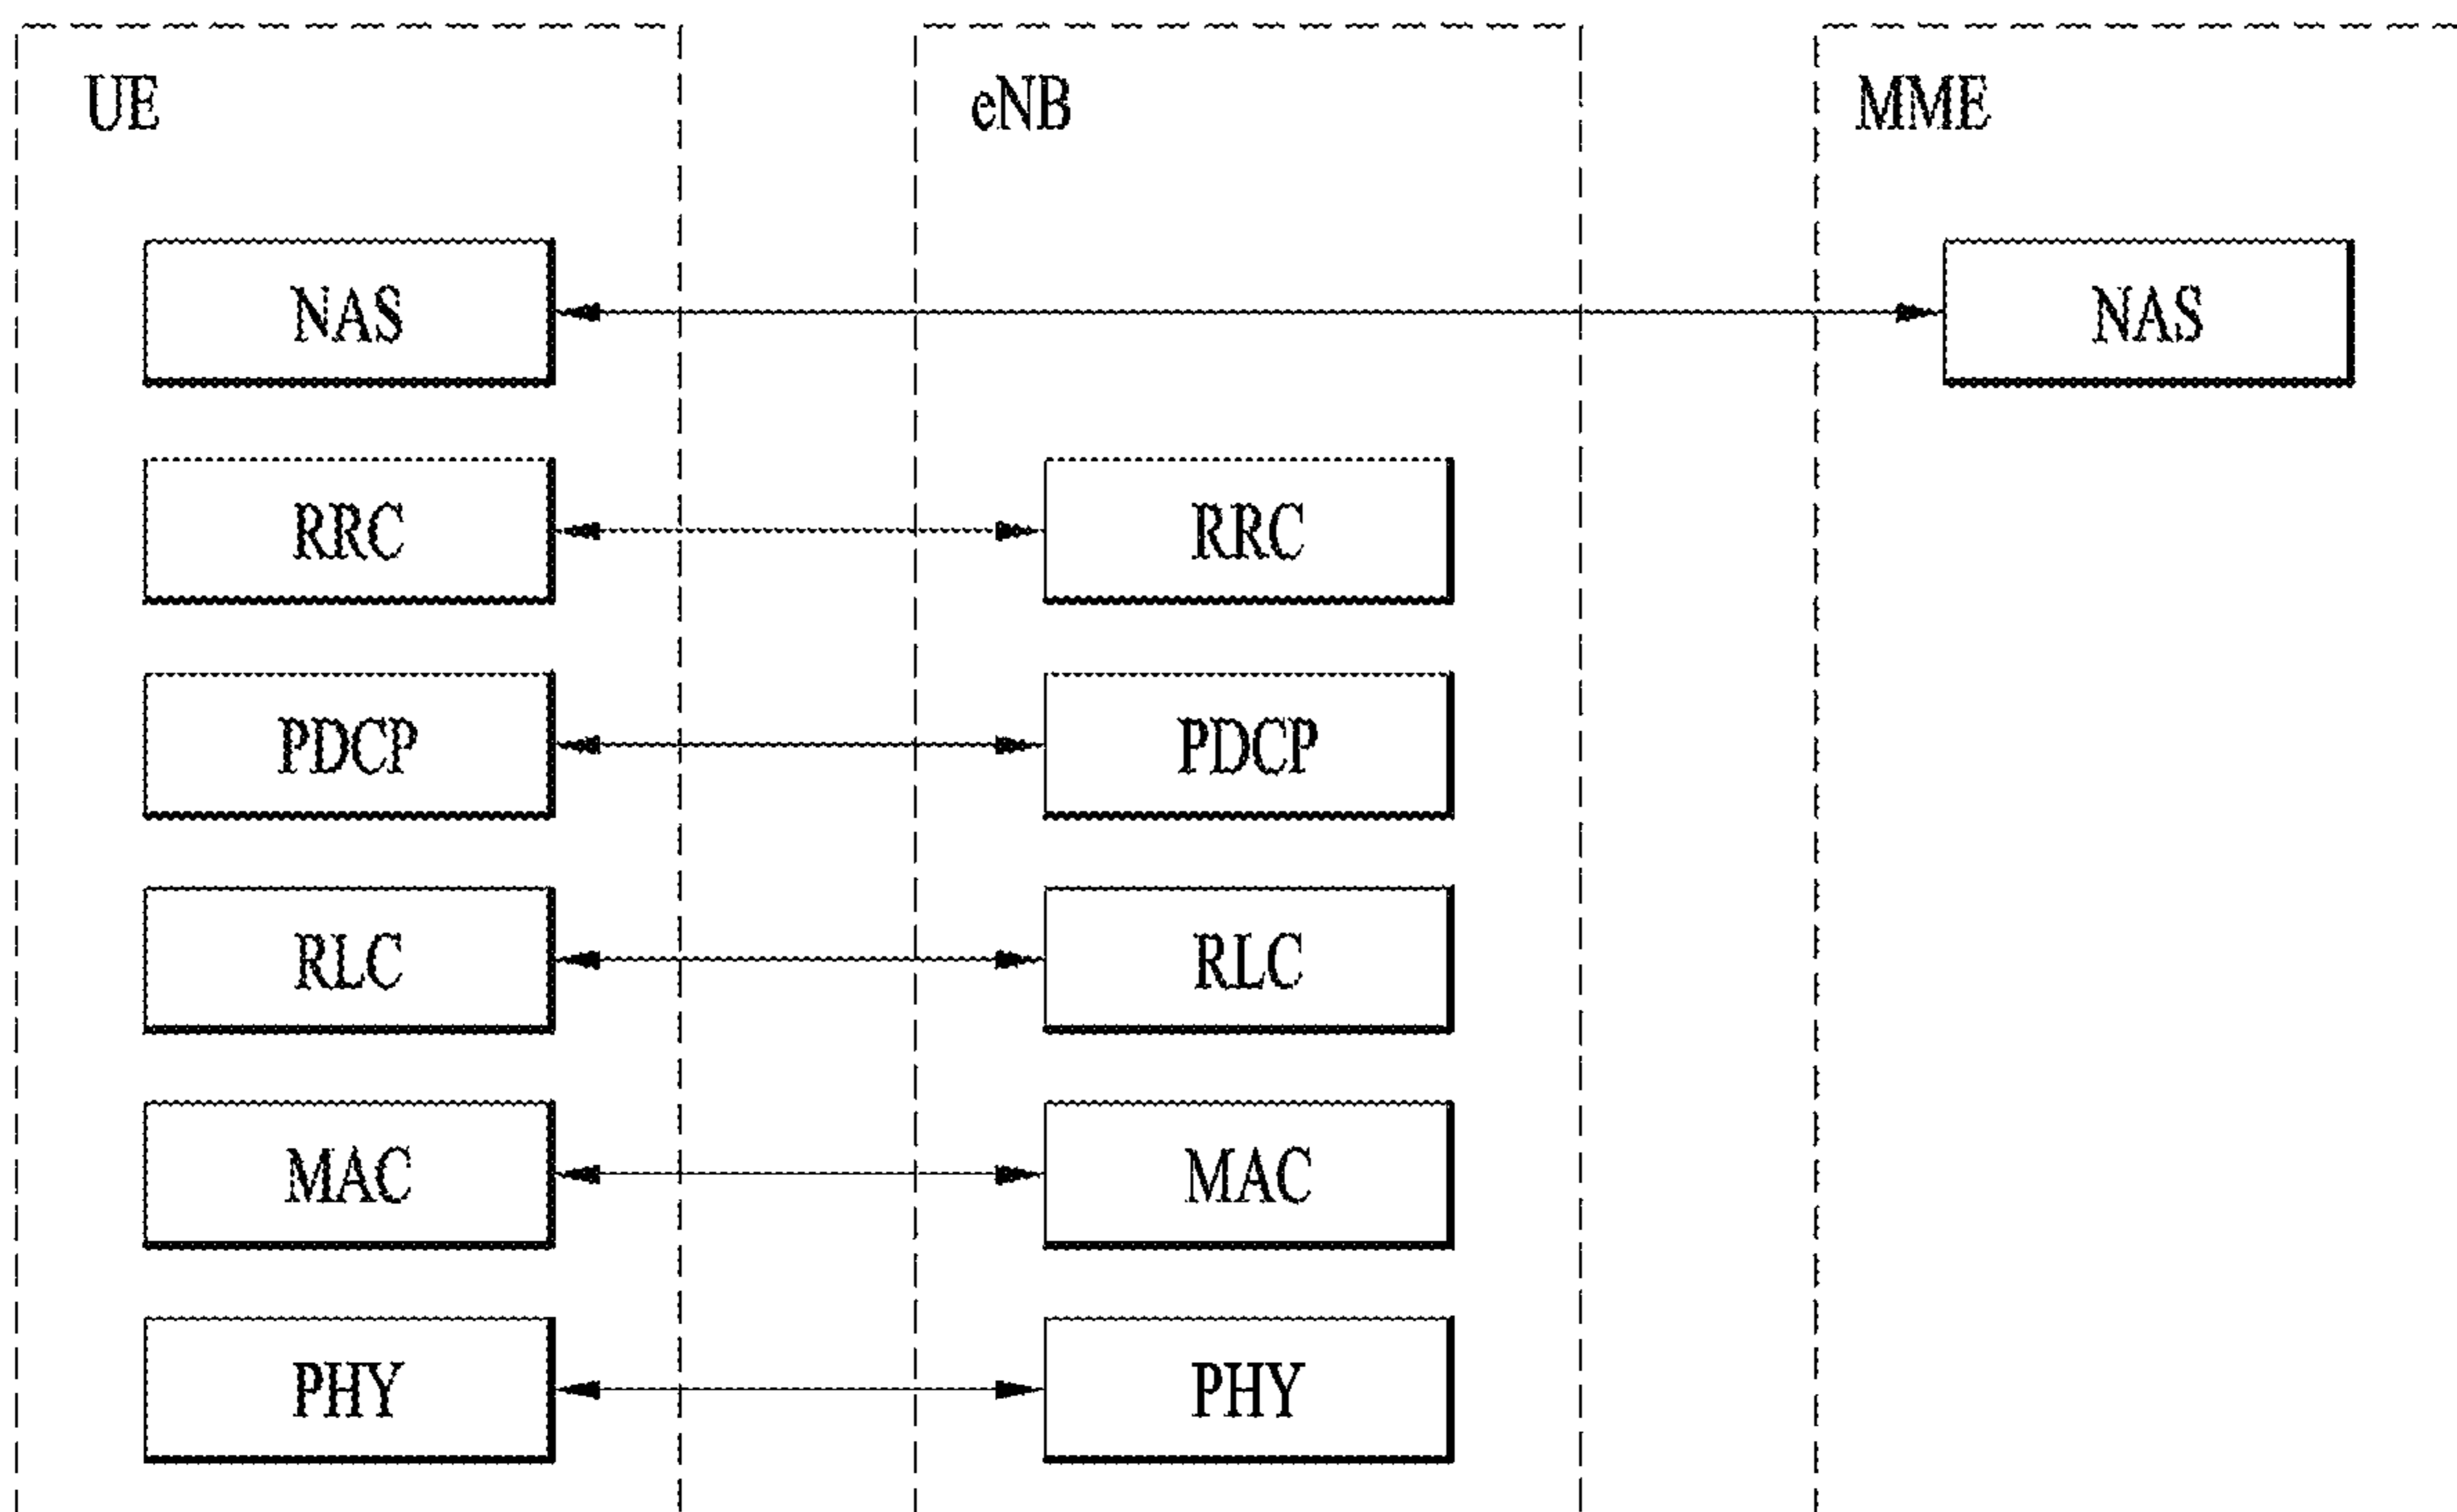 UE eNB MME
NAS NAS
RRC RRC
PDCP PDCP
RLC RLC
MAC MAC
PHY PHY